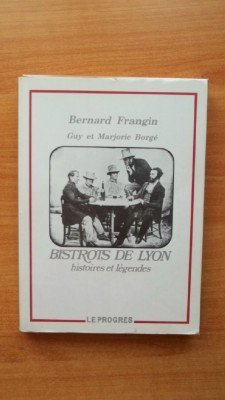 Bernard Frangin
Guy et Marjorie Borgé
BISTROTS DE LYON
histoires et légendes
LE PROGRES